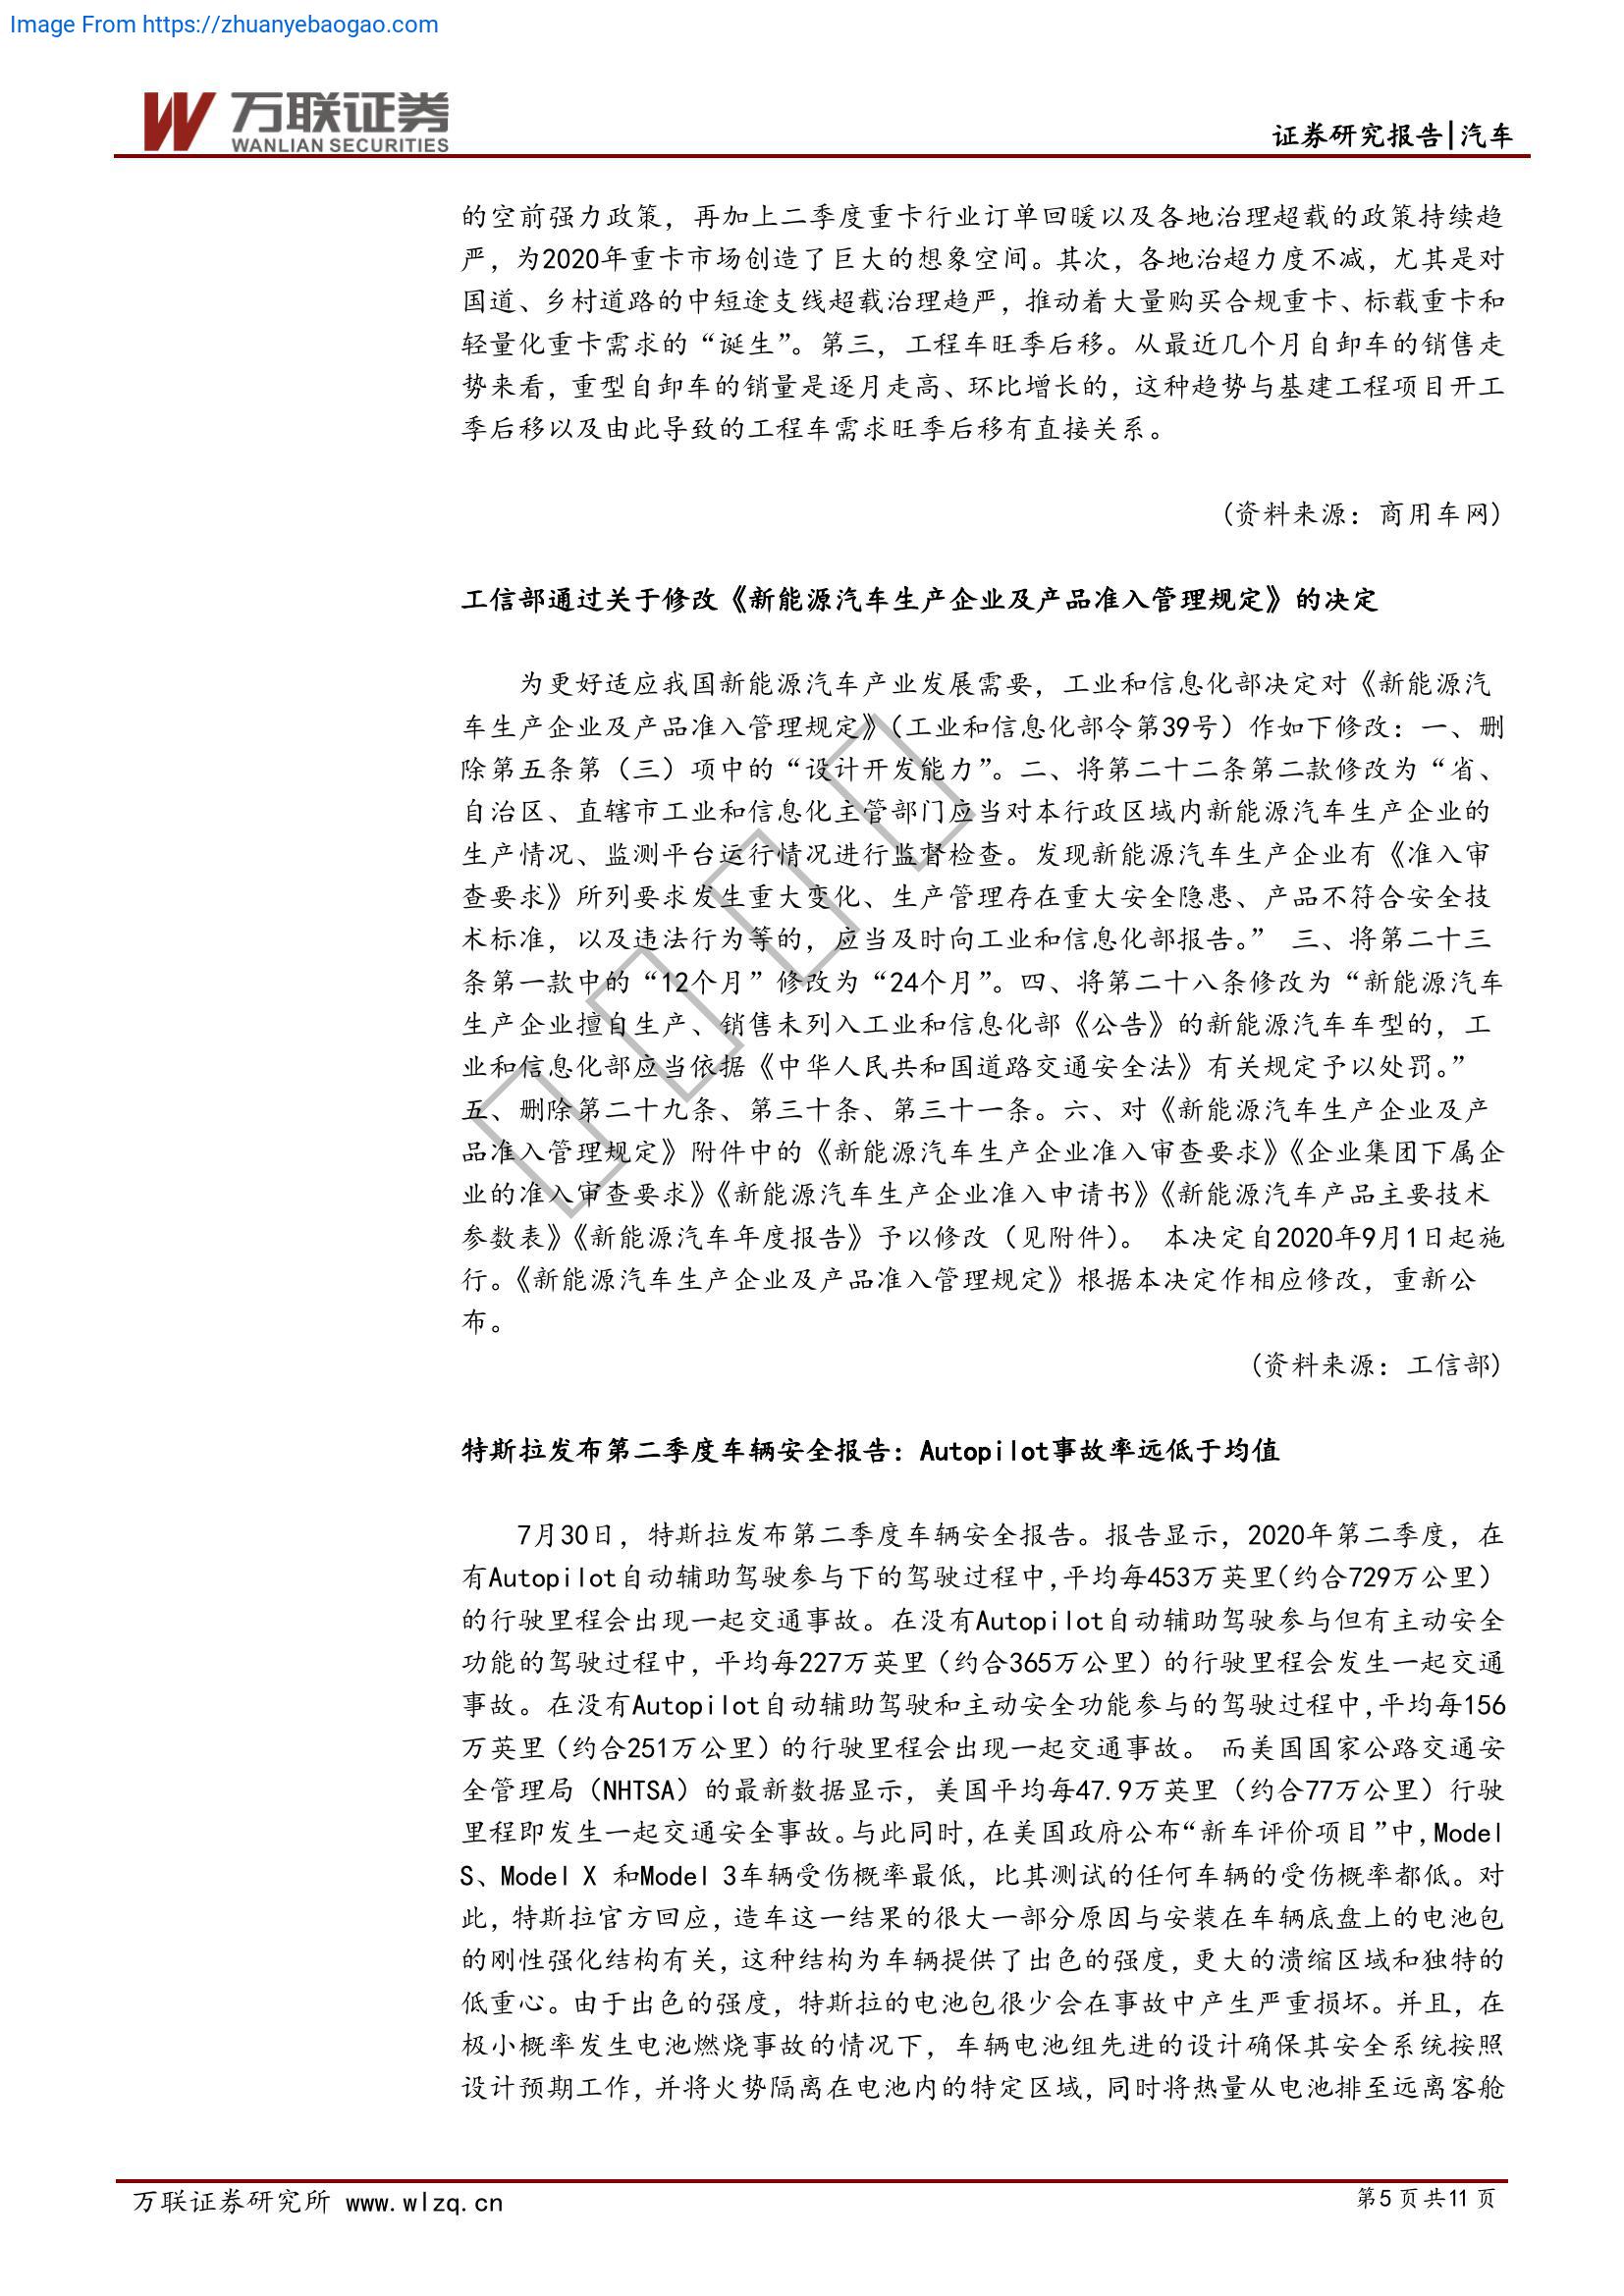 Image From https://zhuanyebaogao.com
万联证券
WANLIAN SECURITIES
证券研究报告|汽车
的空前强力政策，再加上二季度重卡行业订单回暖以及各地治理超载的政策持续趋
严，为2020年重卡市场创造了巨大的想象空间。其次，各地治超力度不减，尤其是对
国道、乡村道路的中短途支线超载治理趋严，推动着大量购买合规重卡、标载重卡和
轻量化重卡需求的“诞生”。第三，工程车旺季后移。从最近几个月自卸车的销售走
势来看，重型自卸车的销量是逐月走高、环比增长的，这种趋势与基建工程项目开工
季后移以及由此导致的工程车需求旺季后移有直接关系。
（资料来源：商用车网）
工信部通过关于修改《新能源汽车生产企业及产品准入管理规定》的决定
为更好适应我国新能源汽车产业发展需要，工业和信息化部决定对《新能源汽
车生产企业及产品准入管理规定》（工业和信息化部令第39号）作如下修改：一、删
除第五条第（三）项中的“设计开发能力”。二、将第二十二条第二款修改为“省、
自治区、直辖市工业和信息化主管部门应当对本行政区域内新能源汽车生产企业的
生产情况、监测平台运行情况进行监督检查。发现新能源汽车生产企业有《准入审
查要求》所列要求发生重大变化、生产管理存在重大安全隐患、产品不符合安全技
术标准，以及违法行为等的，应当及时向工业和信息化部报告。” 三、将第二十三
条第一款中的“12个月”修改为“24个月”。四、将第二十八条修改为“新能源汽车
生产企业擅自生产、销售未列入工业和信息化部《公告》的新能源汽车车型的，工
业和信息化部应当依据《中华人民共和国道路交通安全法》有关规定予以处罚。”
五、删除第二十九条、第三十条、第三十一条。六、对《新能源汽车生产企业及产
品准入管理规定》附件中的《新能源汽车生产企业准入审查要求》《企业集团下属企
业的准入审查要求》《新能源汽车生产企业准入申请书》《新能源汽车产品主要技术
参数表》《新能源汽车年度报告》予以修改（见附件）。 本决定自2020年9月1日起施
行。《新能源汽车生产企业及产品准入管理规定》根据本决定作相应修改，重新公
布。
（资料来源：工信部）
特斯拉发布第二季度车辆安全报告：Autopilot事故率远低于均值
7月30日，特斯拉发布第二季度车辆安全报告。报告显示，2020年第二季度，在
有Autopilot自动辅助驾驶参与下的驾驶过程中，平均每453万英里（约合729万公里）
的行驶里程会出现一起交通事故。在没有Autopilot自动辅助驾驶参与但有主动安全
功能的驾驶过程中，平均每227万英里（约合365万公里）的行驶里程会发生一起交通
事故。在没有Autopilot自动辅助驾驶和主动安全功能参与的驾驶过程中，平均每156
万英里（约合251万公里）的行驶里程会出现一起交通事故。 而美国国家公路交通安
全管理局（NHTSA）的最新数据显示，美国平均每47.9万英里（约合77万公里）行驶
里程即发生一起交通安全事故。与此同时，在美国政府公布“新车评价项目”中，Model
S、Model X 和Model 3车辆受伤概率最低，比其测试的任何车辆的受伤概率都低。对
此，特斯拉官方回应，造车这一结果的很大一部分原因与安装在车辆底盘上的电池包
的刚性强化结构有关，这种结构为车辆提供了出色的强度，更大的溃缩区域和独特的
低重心。由于出色的强度，特斯拉的电池包很少会在事故中产生严重损坏。并且，在
极小概率发生电池燃烧事故的情况下，车辆电池组先进的设计确保其安全系统按照
设计预期工作，并将火势隔离在电池内的特定区域，同时将热量从电池排至远离客舱
万联证券研究所 www.wlzq.cn
第5 页 共11 页